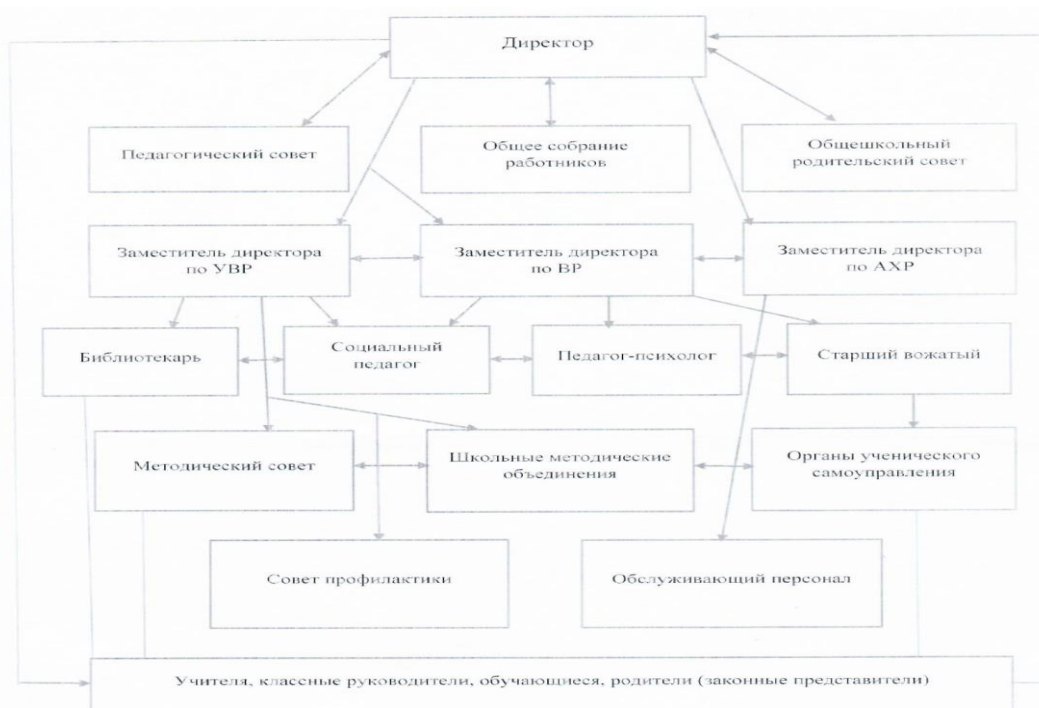 Директор
Педагогический совет
Общее собрание
работников
Общешкольный
родительский совет
Заместитель директора
по УВР
Заместитель директора
по ВР
Заместитель директора
по АХР
Библиотекарь
Социальный
педагог
Педагог-психолог
Старший вожатый
Методический совет
Школьные методические
объединения
Органы ученического
самоуправления
Совет профилактики
Обслуживающий персонал
Учителя, классные руководители, обучающиеся, родители (законные представители)